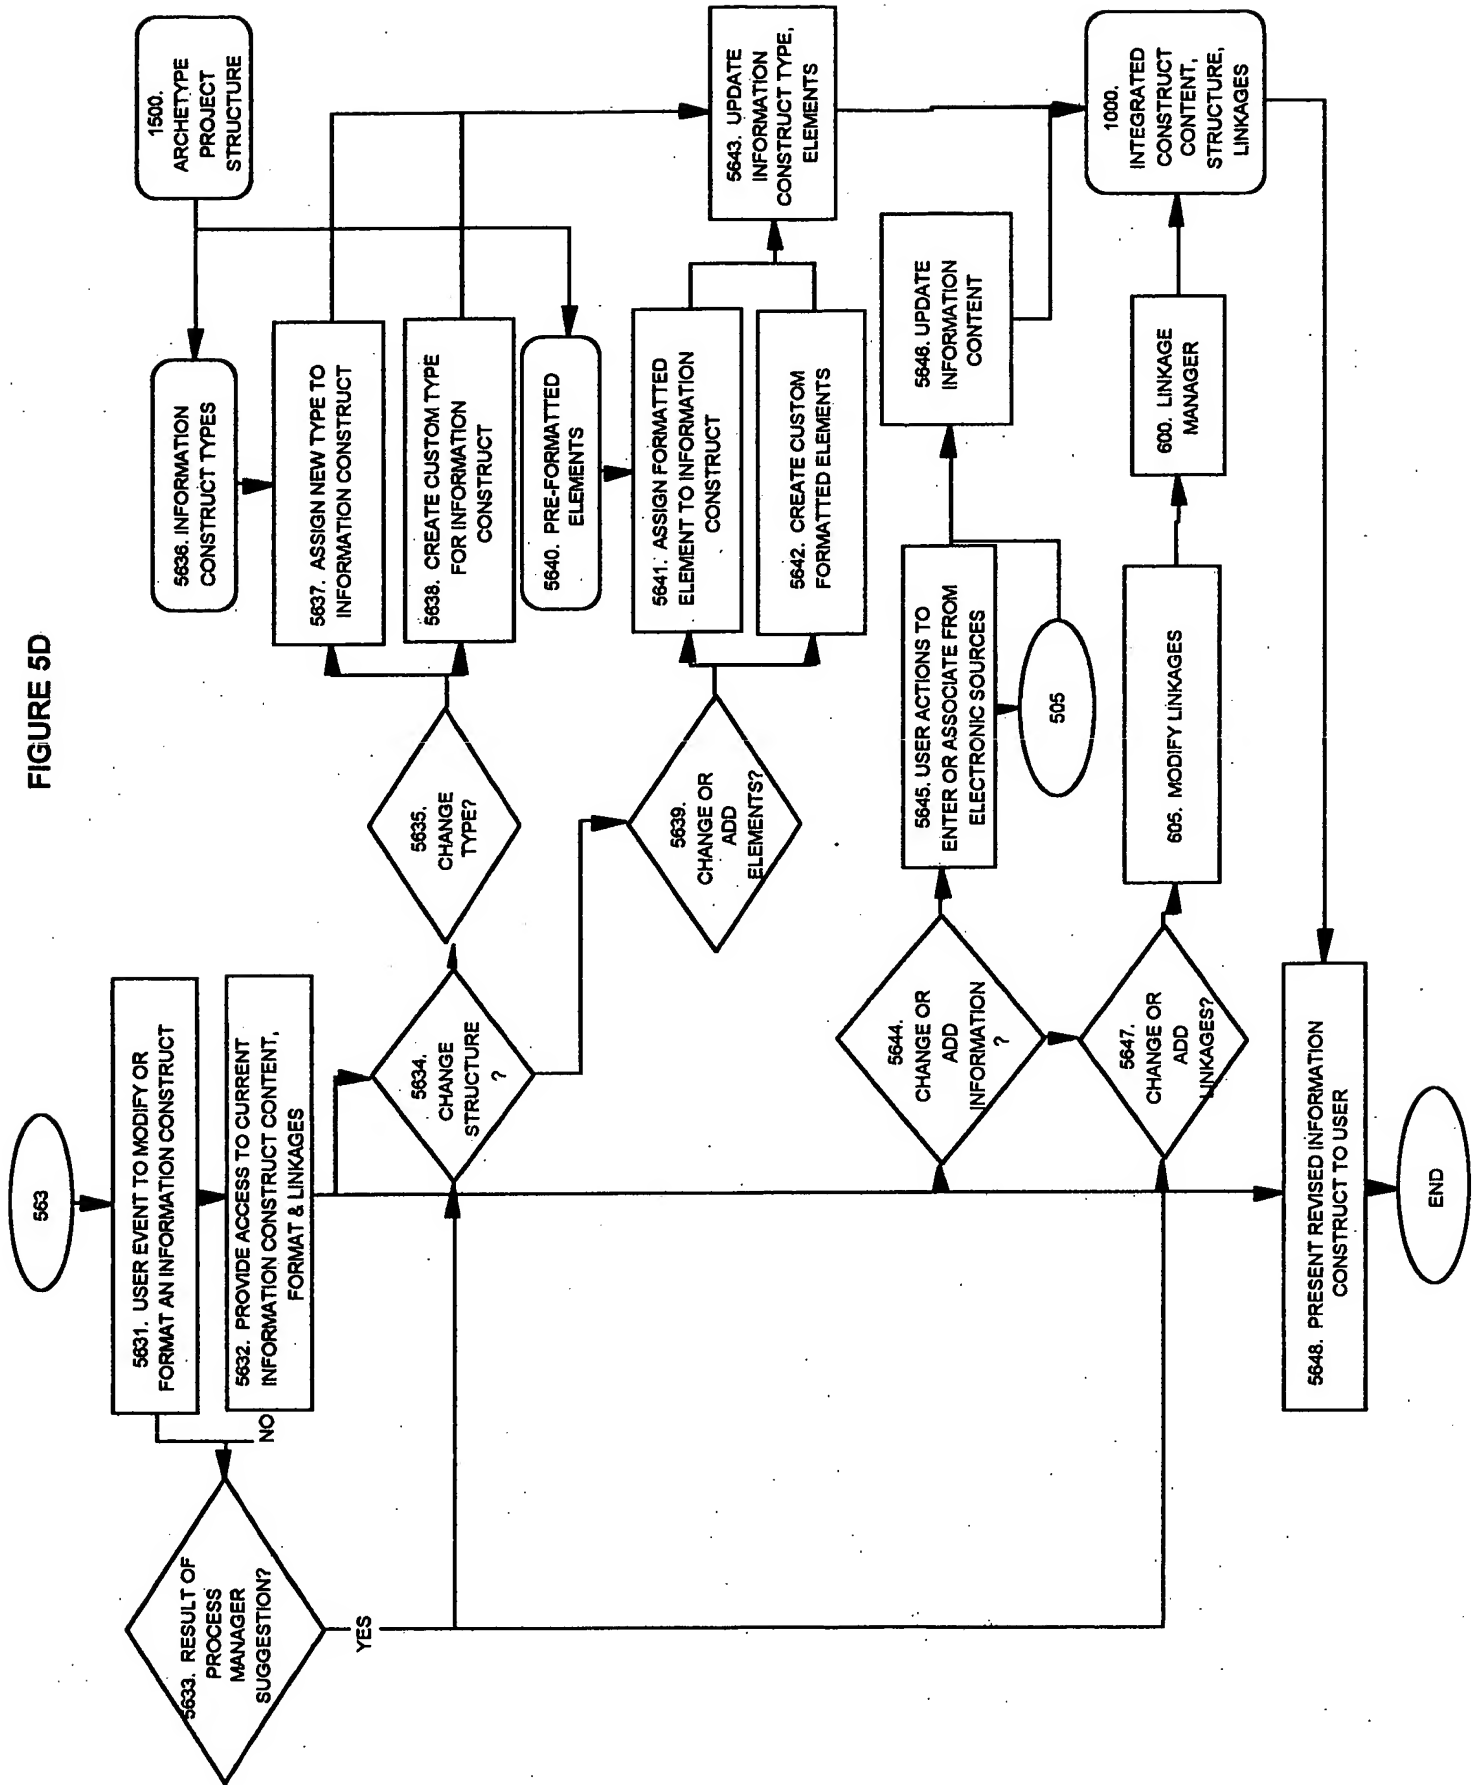 FIGURE 5D
563
5631. USER EVENT TO MODIFY OR
FORMAT AN INFORMATION CONSTRUCT
5632. PROVIDE ACCESS TO CURRENT
INFORMATION CONSTRUCT CONTENT,
FORMAT & LINKAGES
NO
5633. RESULT OF
PROCESS
MANAGER
SUGGESTION?
YES
5634.
CHANGE
STRUCTURE
?
5635.
CHANGE
TYPE?
1500.
ARCHETYPE
PROJECT
STRUCTURE
5636. INFORMATION
CONSTRUCT TYPES
5637. ASSIGN NEW TYPE TO
INFORMATION CONSTRUCT
5638. CREATE CUSTOM TYPE
FOR INFORMATION
CONSTRUCT
5639.
CHANGE OR
ADD
ELEMENTS?
5640. PRE-FORMATTED
ELEMENTS
5641. ASSIGN FORMATTED
ELEMENT TO INFORMATION
CONSTRUCT
5642. CREATE CUSTOM
FORMATTED ELEMENTS
5643. UPDATE
INFORMATION
CONSTRUCT TYPE,
ELEMENTS
5644.
CHANGE OR
ADD
INFORMATION
?
5645. USER ACTIONS TO
ENTER OR ASSOCIATE FROM
ELECTRONIC SOURCES
505
5646. UPDATE
INFORMATION
CONTENT
5647.
CHANGE OR
ADD
LINKAGES?
605. MODIFY LINKAGES
600. LINKAGE
MANAGER
1000.
INTEGRATED
CONSTRUCT
CONTENT,
STRUCTURE,
LINKAGES
5648. PRESENT REVISED INFORMATION
CONSTRUCT TO USER
END